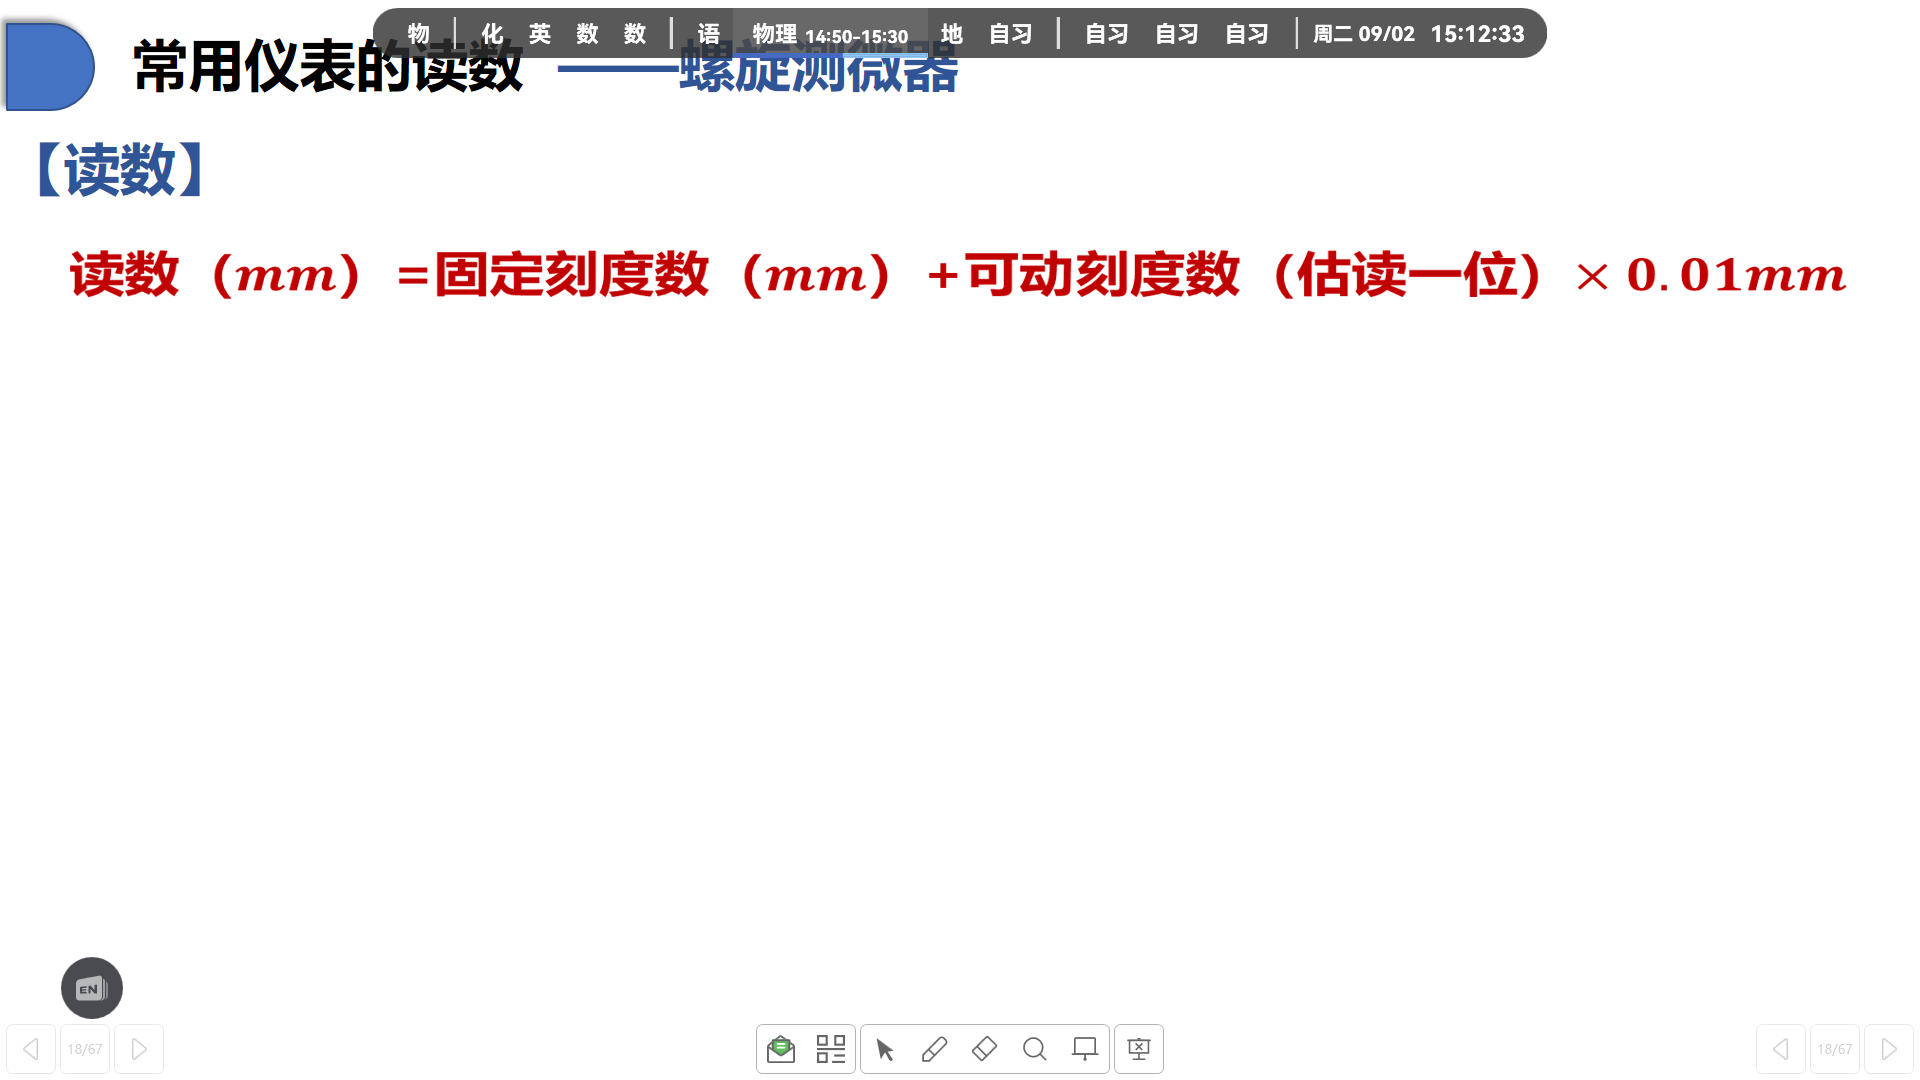 物 | 化 英 数 数 | 语 物理 14:50-15:30 地 自习 | 自习 自习 自习 | 周二 09/02 15:12:33
常用仪表的读数 ——螺旋测微器
【读数】
读数（mm）=固定刻度数（mm）+可动刻度数（估读一位）×0.01mm
EN
18/67
18/67